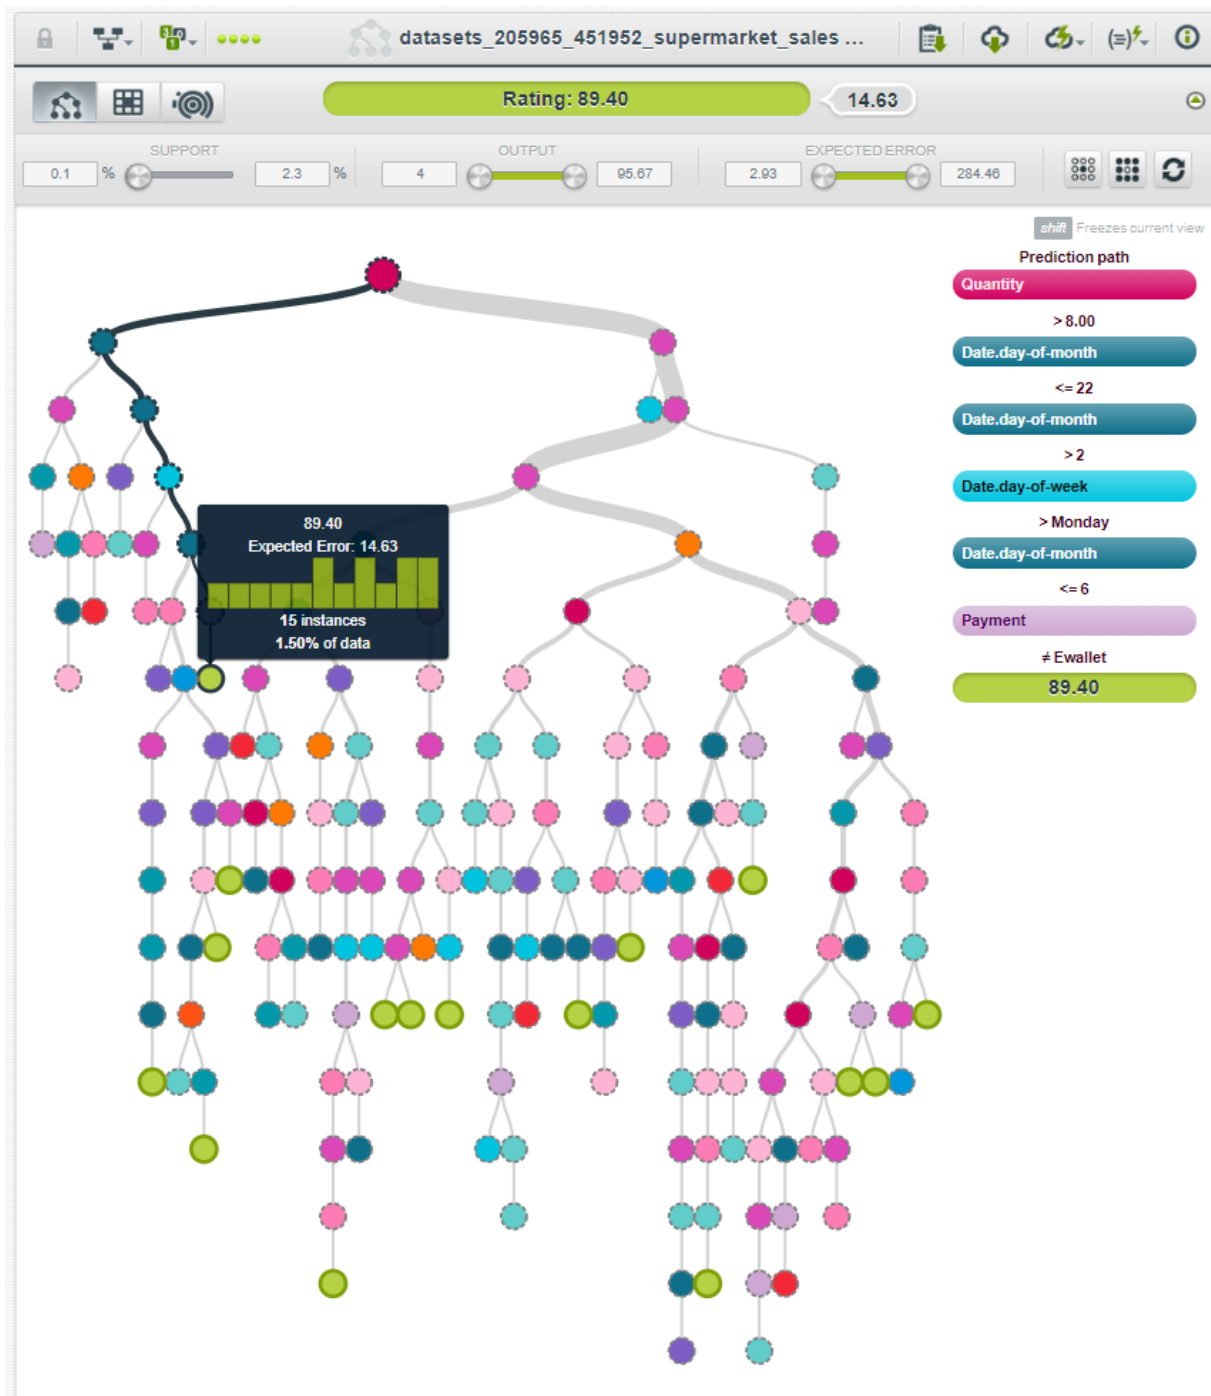 datasets_205965_451952_supermarket_sales ...
Rating: 89.40
14.63
SUPPORT
OUTPUT
EXPECTED ERROR
0.1 %
2.3 %
4
95.67
2.93
284.46
shift Freezes current view
Prediction path
Quantity
> 8.00
Date.day-of-month
<= 22
Date.day-of-month
> 2
Date.day-of-week
> Monday
Date.day-of-month
<= 6
Payment
≠ Ewallet
89.40
89.40
Expected Error: 14.63
15 instances
1.50% of data